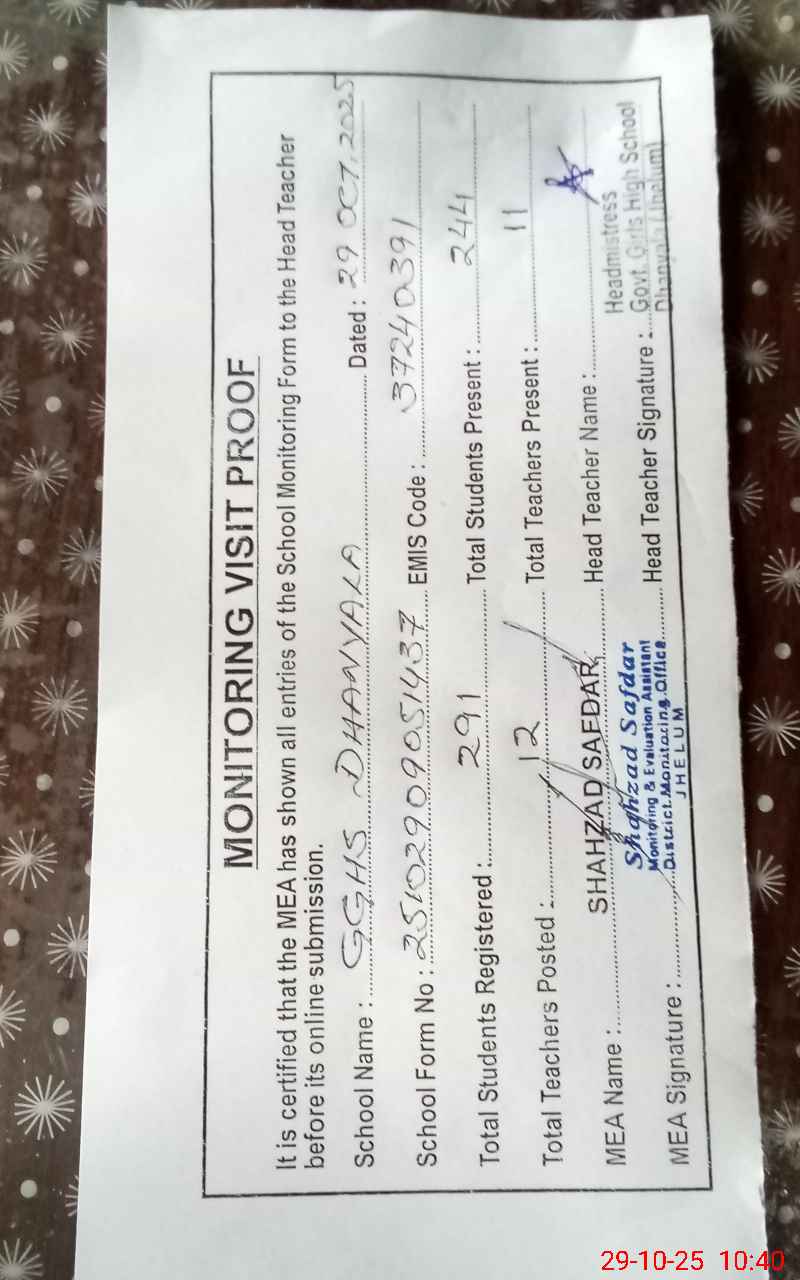 MONITORING VISIT PROOF
It is certified that the MEA has shown all entries of the School Monitoring Form to the Head Teacher
before its online submission.
School Name : GGHS DHANYALA Dated : 29 OCT, 2025
School Form No : 25102909051437 EMIS Code : 37240391
Total Students Registered : 291 Total Students Present : 244
Total Teachers Posted : 12 Total Teachers Present : 11
MEA Name : SHAHZAD SAFDAR Head Teacher Name :
MEA Signature : Head Teacher Signature :
Shahzad Safdar
Monitoring & Evaluation Assistant
District Monitoring Office
JHELUM
Headmistress
Govt. Girls High School
Dhanyala (Jhelum)
29-10-25 10:40